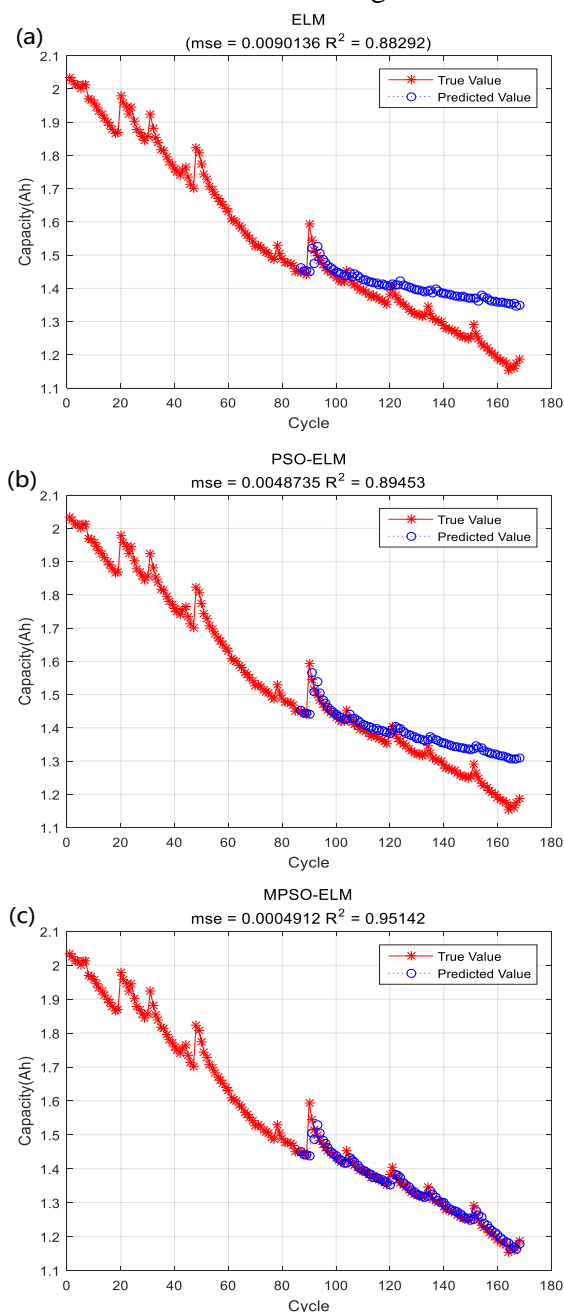 (a)
ELM
(mse = 0.0090136 R² = 0.88292)
True Value
Predicted Value
2.1
2
1.9
1.8
1.7
1.6
1.5
1.4
1.3
1.2
1.1
Capacity(Ah)
0 20 40 60 80 100 120 140 160 180
Cycle
(b)
PSO-ELM
mse = 0.0048735 R² = 0.89453
True Value
Predicted Value
2.1
2
1.9
1.8
1.7
1.6
1.5
1.4
1.3
1.2
1.1
Capacity(Ah)
0 20 40 60 80 100 120 140 160 180
Cycle
(c)
MPSO-ELM
mse = 0.0004912 R² = 0.95142
True Value
Predicted Value
2.1
2
1.9
1.8
1.7
1.6
1.5
1.4
1.3
1.2
1.1
Capacity(Ah)
0 20 40 60 80 100 120 140 160 180
Cycle